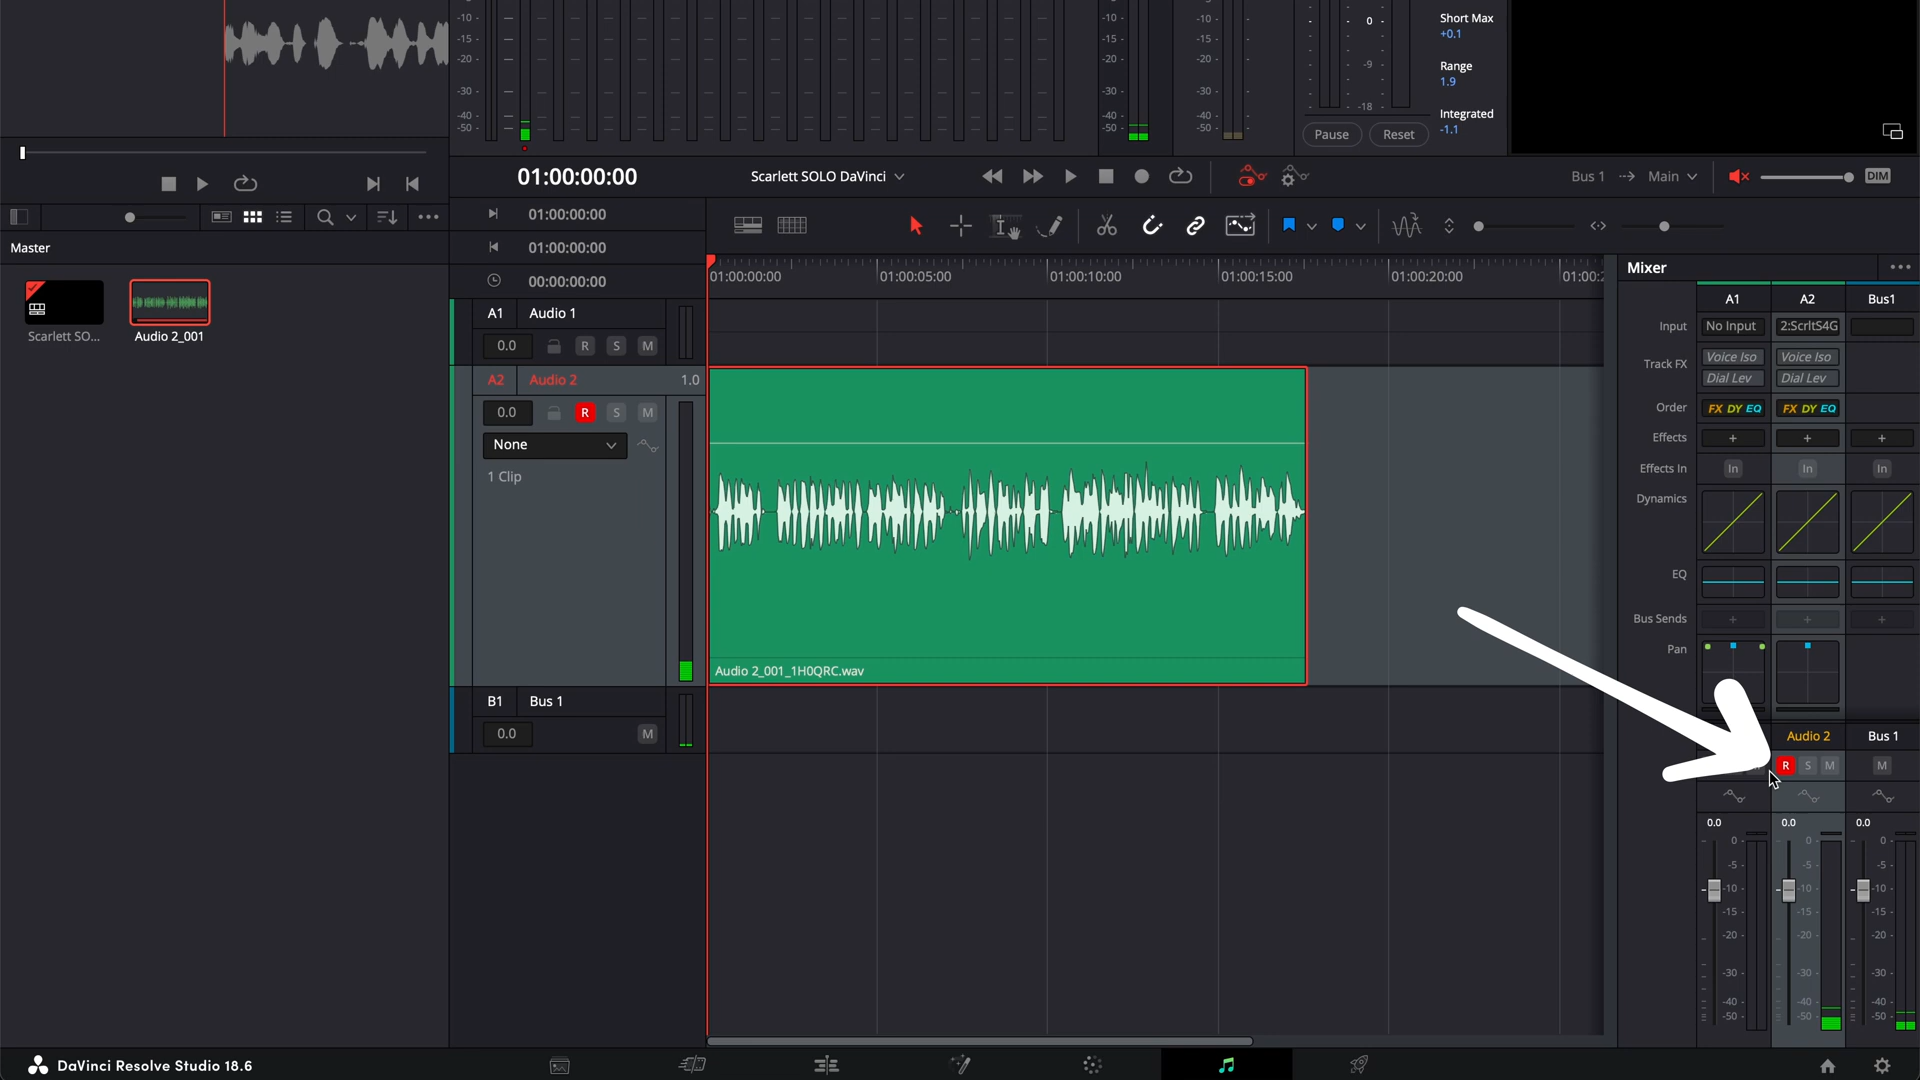 -10 -10 -10 0 Short Max
-15 -15 -15 +0.1
-20 -20 -20 Range
-30 -30 -30 -9 1.9
-40 -40 -40 -18 Integrated
-50 -50 -50 -1.1
Pause Reset
01:00:00:00 Scarlett SOLO DaVinci Bus 1 Main DIM
01:00:00:00
Master
01:00:00:00
00:00:00:00
01:00:00:00 01:00:05:00 01:00:10:00 01:00:15:00 01:00:20:00 01:00:2
Mixer
A1 A2 Bus1
A1 Audio 1
0.0 R S M
Scarlett SO... Audio 2_001
A2 Audio 2 1.0
0.0 R S M
None
1 Clip
Audio 2_001_1H0QRC.wav
B1 Bus 1
0.0 M
Input No Input 2:ScrltS4G
Track FX Voice Iso Voice Iso
Dial Lev Dial Lev
Order FX DY EQ FX DY EQ
Effects + + +
Effects In In In In
Dynamics
EQ
Bus Sends + + +
Pan
Audio 2 Bus 1
R S M M
0.0 0.0 0.0
0 0 0
-5 -5 -5
-10 -10 -10
-15 -15 -15
-20 -20 -20
-30 -30 -30
-40 -40 -40
-50 -50 -50
DaVinci Resolve Studio 18.6